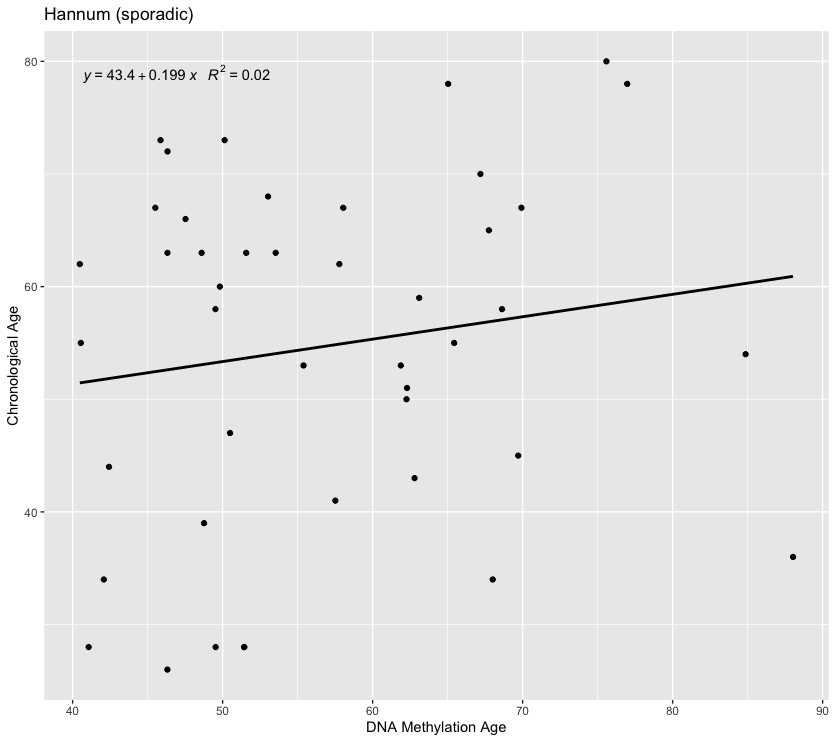 Hannum (sporadic)
y = 43.4 + 0.199 x R² = 0.02
80
60
40
Chronological Age
40 50 60 70 80 90
DNA Methylation Age